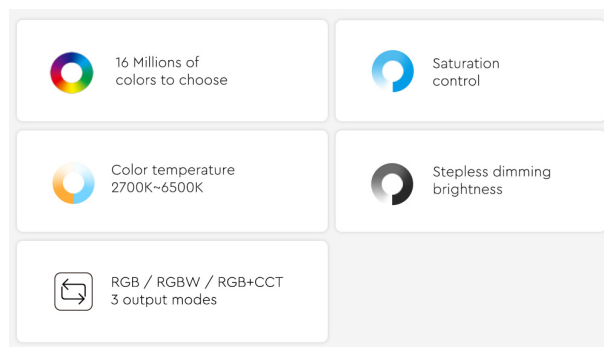 16 Millions of
colors to choose
Saturation
control
Color temperature
2700K~6500K
Stepless dimming
brightness
RGB / RGBW / RGB+CCT
3 output modes